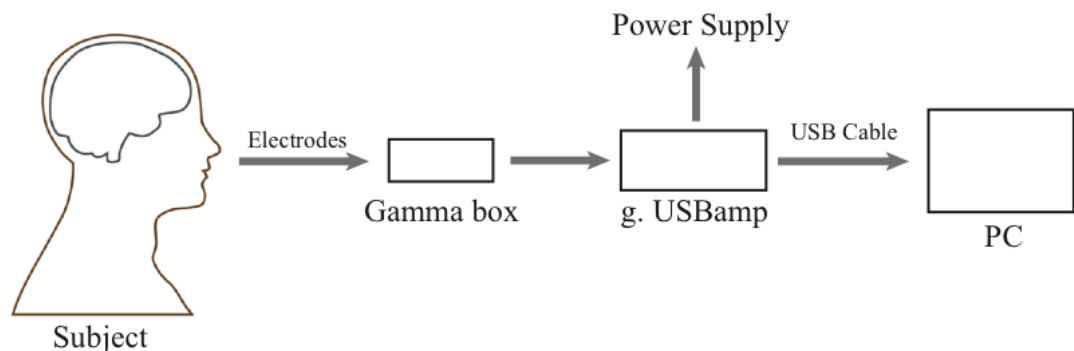 Power Supply
Electrodes
USB Cable
Gamma box
g. USBamp
PC
Subject